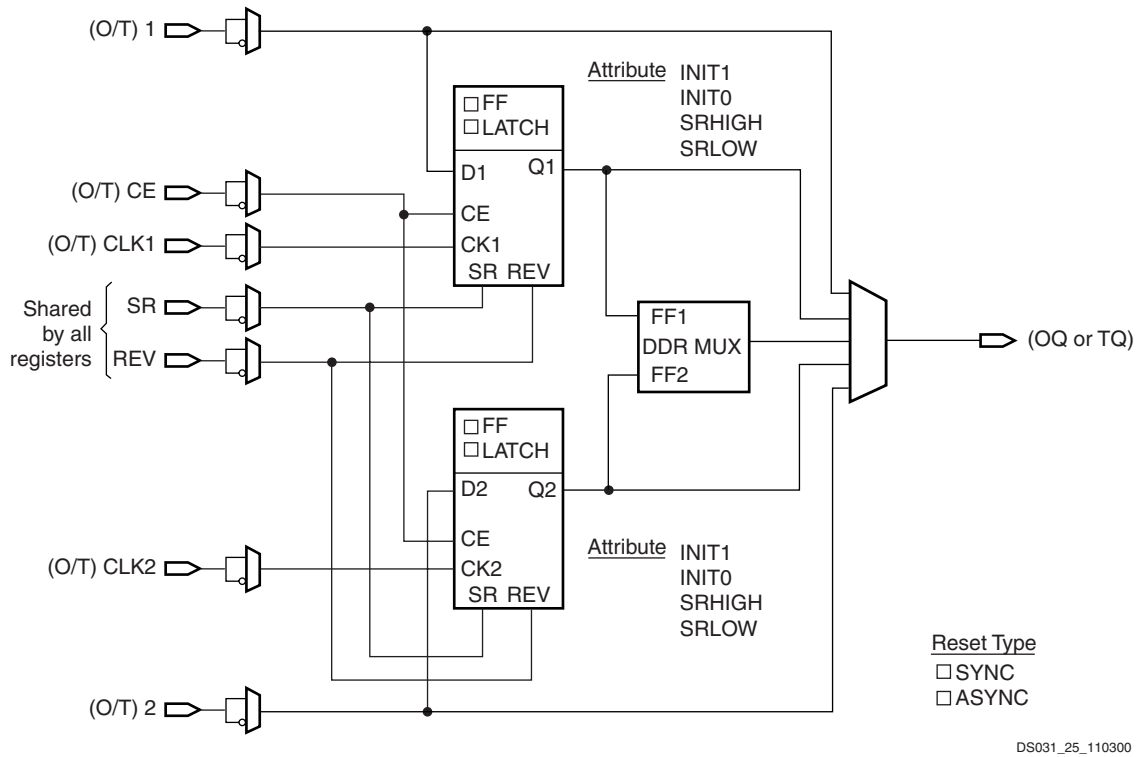 (O/T) 1
Attribute INIT1
INIT0
SRHIGH
SRLOW
FF
LATCH
D1 Q1
(O/T) CE
CE
(O/T) CLK1
CK1
SR REV
Shared
by all
registers
SR
REV
FF1
DDR MUX
FF2
(OQ or TQ)
FF
LATCH
D2 Q2
CE
(O/T) CLK2
CK2
SR REV
Attribute INIT1
INIT0
SRHIGH
SRLOW
Reset Type
SYNC
ASYNC
(O/T) 2
DS031_25_110300